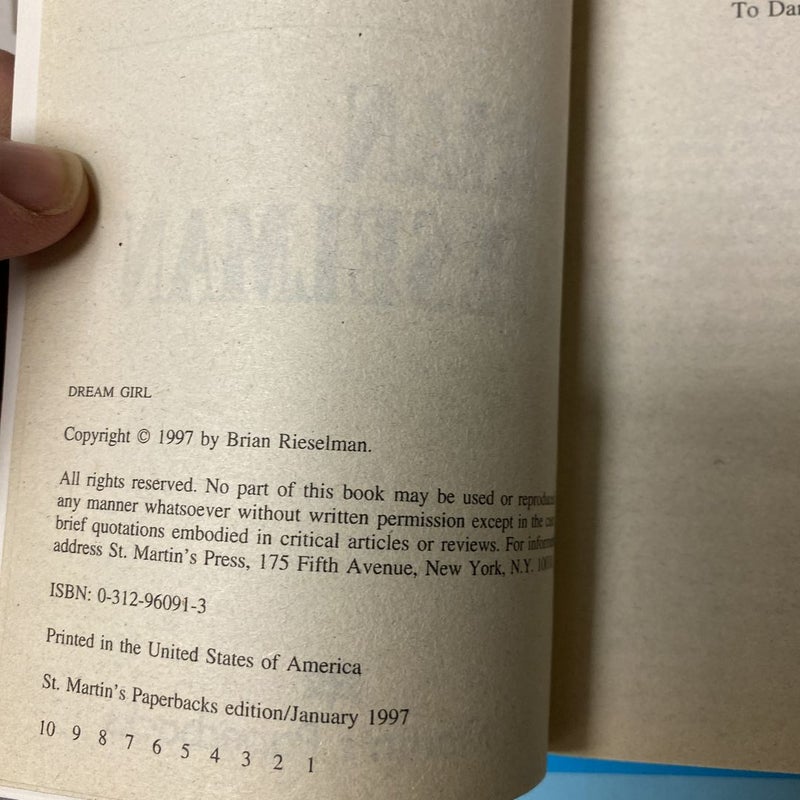 DREAM GIRL
Copyright © 1997 by Brian Rieselman.
All rights reserved. No part of this book may be used or
any manner whatsoever without written permission except in the
brief quotations embodied in critical articles or reviews. For
address St. Martin's Press, 175 Fifth Avenue, New York, N.Y.
ISBN: 0-312-96091-3
Printed in the United States of America
St. Martin's Paperbacks edition/January 1997
10 9 8 7 6 5 4 3 2 1
To